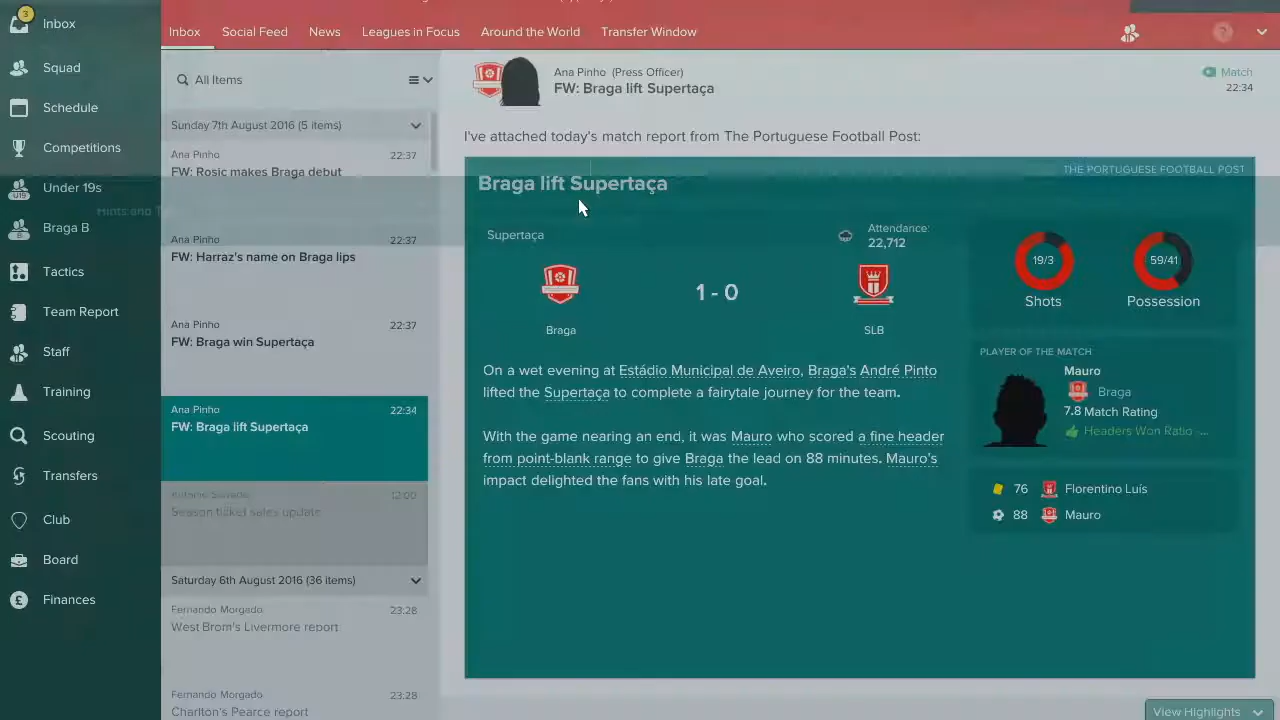 3
Inbox
Squad
Schedule
Competitions
Under 19s
Braga B
Tactics
Team Report
Staff
Training
Scouting
Transfers
Club
Board
Finances
Inbox Social Feed News Leagues in Focus Around the World Transfer Window
All Items
Sunday 7th August 2016 (5 items)
Ana Pinho 22:37
FW: Rosic makes Braga debut
Ana Pinho 22:37
FW: Harraz's name on Braga lips
Ana Pinho 22:37
FW: Braga win Supertaça
Ana Pinho 22:34
FW: Braga lift Supertaça
12:00
Season ticket sales update
Saturday 6th August 2016 (36 items)
Fernando Morgado 23:28
West Brom's Livermore report
Fernando Morgado 23:28
Charlton's Pearce report
Ana Pinho (Press Officer)
FW: Braga lift Supertaça
Match
22:34
I've attached today's match report from The Portuguese Football Post:
THE PORTUGUESE FOOTBALL POST
Braga lift Supertaça
Supertaça
Attendance:
22,712
1 - 0
Braga SLB
On a wet evening at Estádio Municipal de Aveiro, Braga's André Pinto
lifted the Supertaça to complete a fairytale journey for the team.
With the game nearing an end, it was Mauro who scored a fine header
from point-blank range to give Braga the lead on 88 minutes. Mauro's
impact delighted the fans with his late goal.
19/3 59/41
Shots Possession
PLAYER OF THE MATCH
Mauro
Braga
7.8 Match Rating
Headers Won Ratio -...
76 Florentino Luís
88 Mauro
View Highlights
Hints and